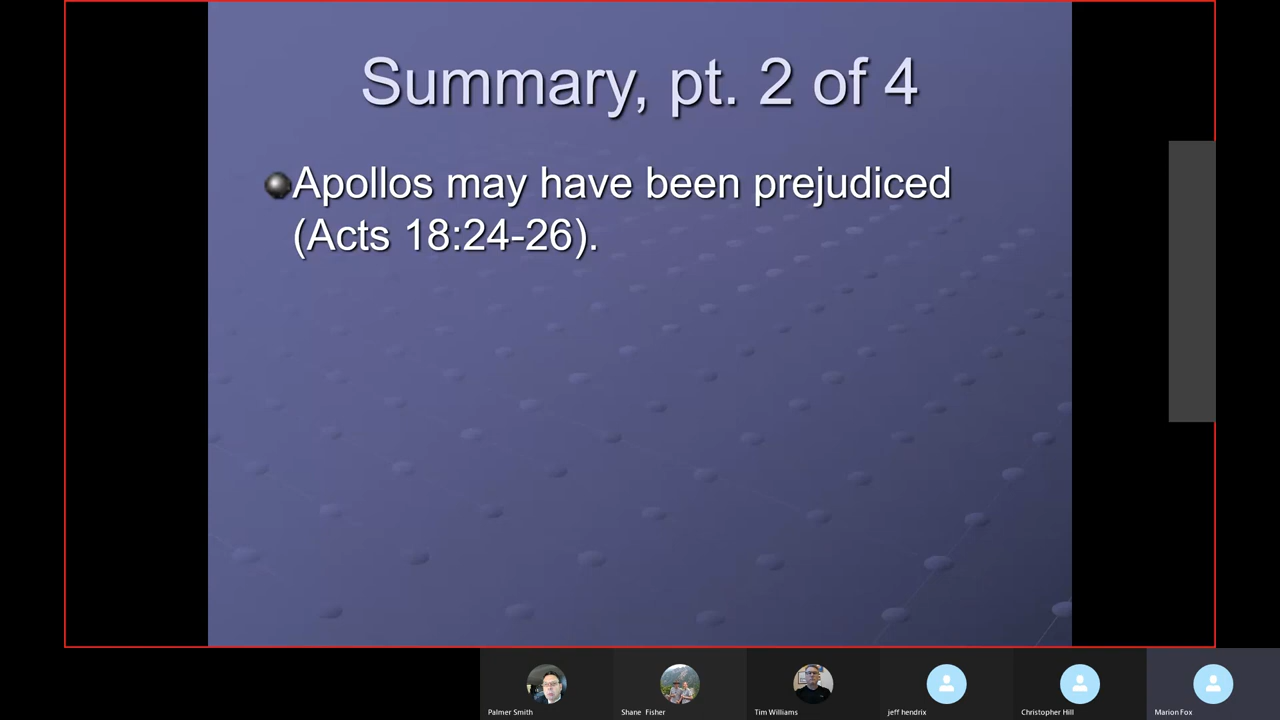 Summary, pt. 2 of 4
Apollos may have been prejudiced
(Acts 18:24-26).
Palmer Smith
Shane Fisher
Tim Williams
jeff hendrix
Christopher Hill
Marion Fox